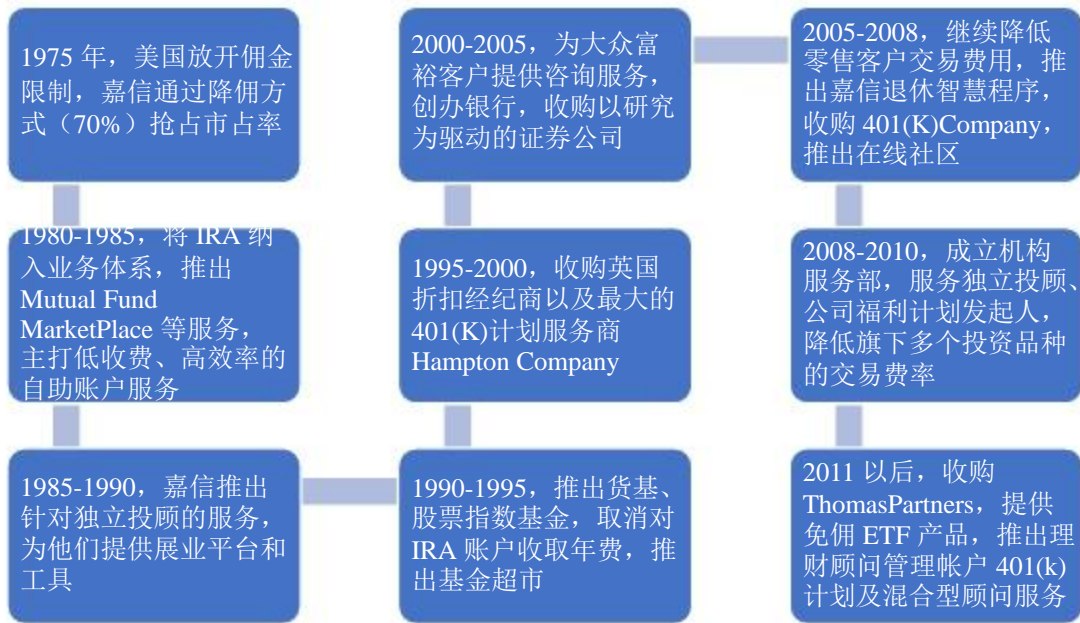 1975 年，美国放开佣金
限制，嘉信通过降佣方
式（70%）抢占市占率
1980-1985，将 IRA 纳
入业务体系，推出
Mutual Fund
MarketPlace 等服务，
主打低收费、高效率的
自助账户服务
1985-1990，嘉信推出
针对独立投顾的服务，
为他们提供展业平台和
工具
1990-1995，推出货基、
股票指数基金，取消对
IRA 账户收取年费，推
出基金超市
1995-2000，收购英国
折扣经纪商以及最大的
401(K)计划服务商
Hampton Company
2000-2005，为大众富
裕客户提供咨询服务，
创办银行，收购以研究
为驱动的证券公司
2005-2008，继续降低
零售客户交易费用，推
出嘉信退休智慧程序，
收购 401(K)Company，
推出在线社区
2008-2010，成立机构
服务部，服务独立投顾、
公司福利计划发起人，
降低旗下多个投资品种
的交易费率
2011 以后，收购
ThomasPartners，提供
免佣 ETF 产品，推出理
财顾问管理帐户 401(k)
计划及混合型顾问服务